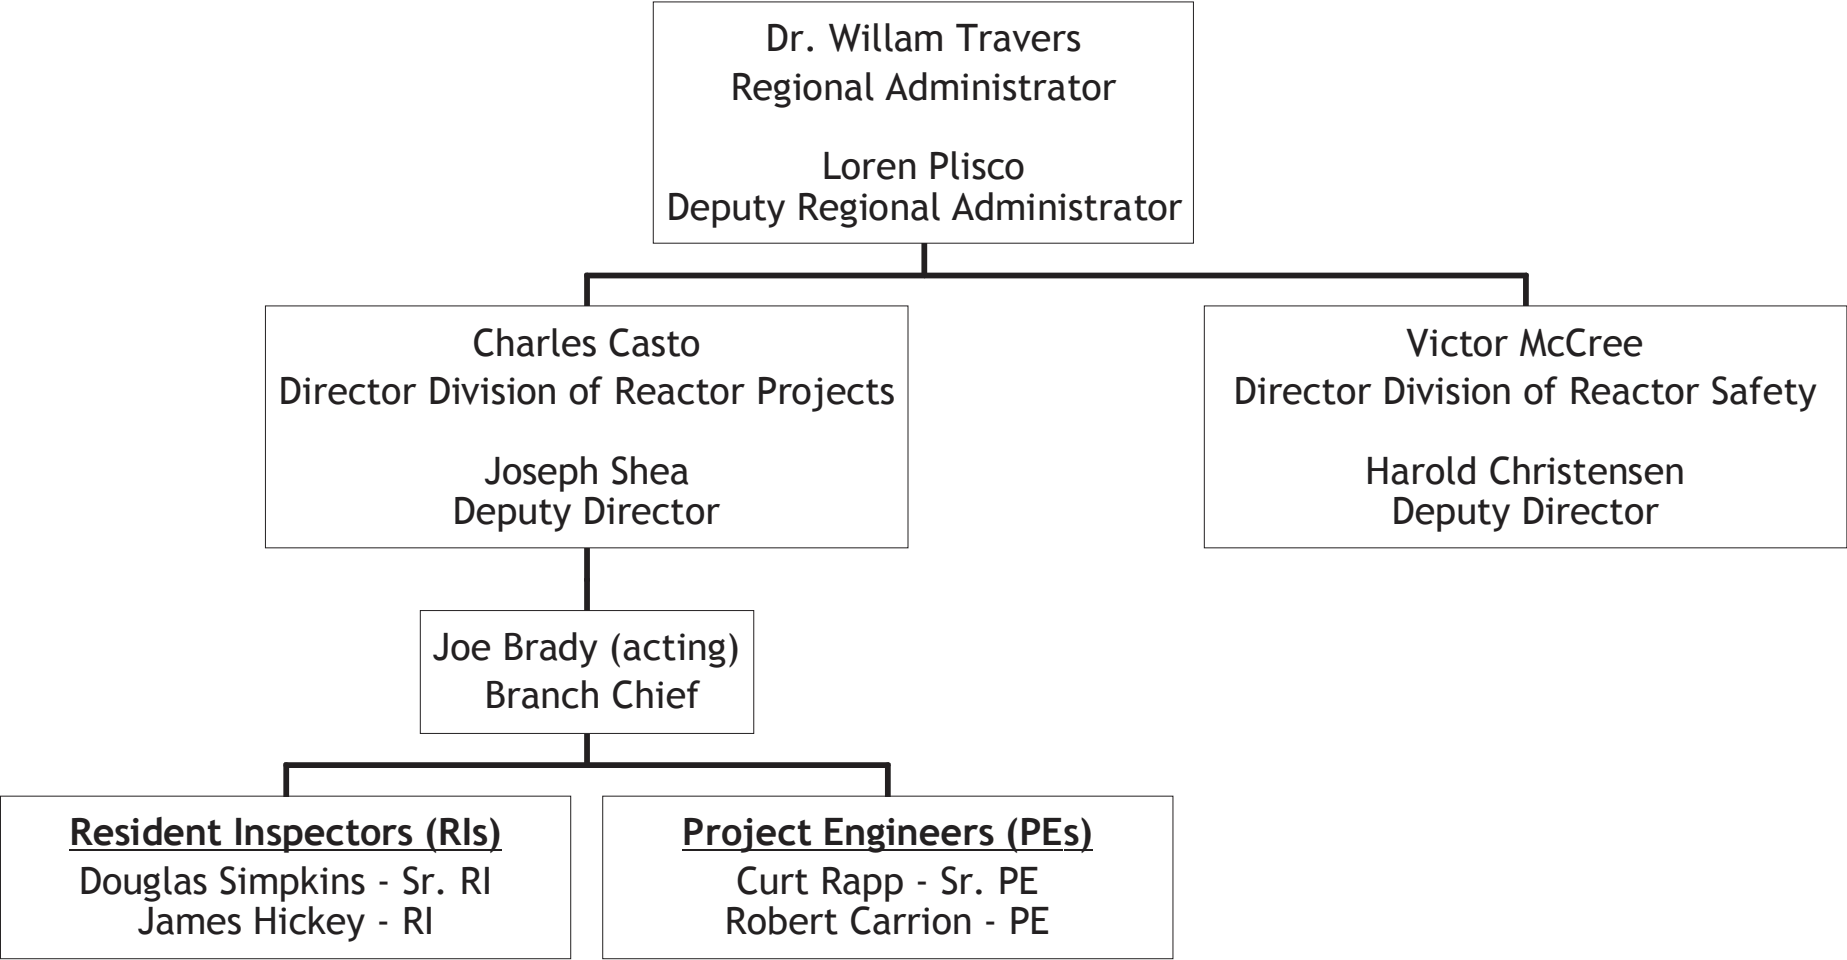 Dr. Willam Travers
Regional Administrator
Loren Plisco
Deputy Regional Administrator
Charles Casto
Director Division of Reactor Projects
Joseph Shea
Deputy Director
Victor McCree
Director Division of Reactor Safety
Harold Christensen
Deputy Director
Joe Brady (acting)
Branch Chief
Resident Inspectors (RIs)
Douglas Simpkins - Sr. RI
James Hickey - RI
Project Engineers (PEs)
Curt Rapp - Sr. PE
Robert Carrion - PE